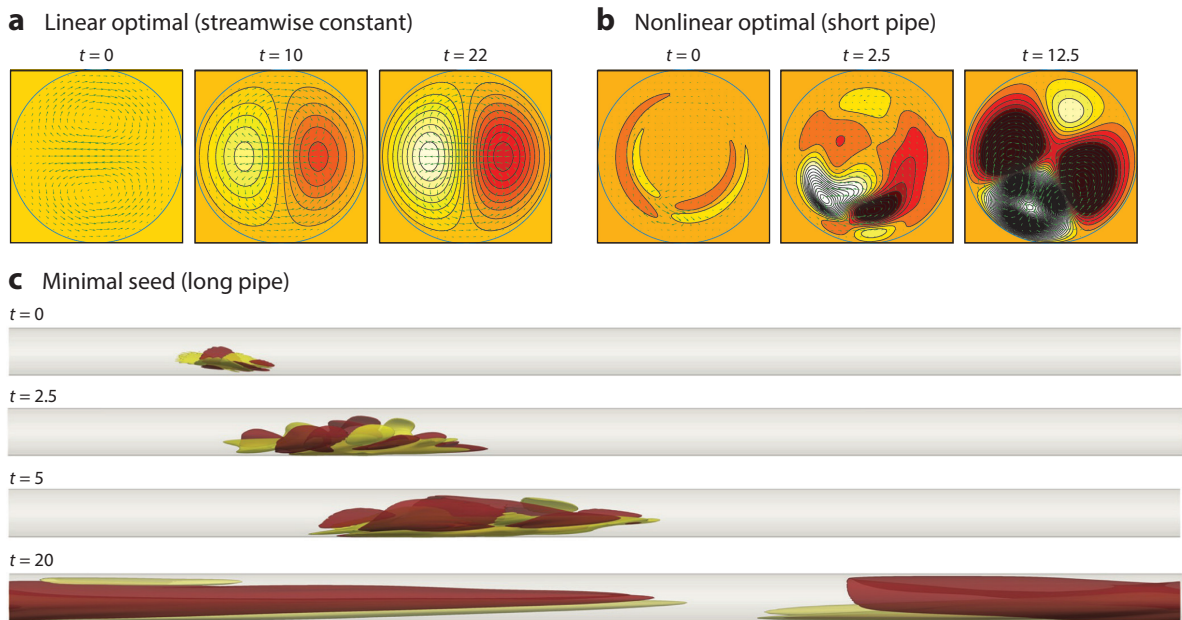 a Linear optimal (streamwise constant)
t = 0
t = 10
t = 22
b Nonlinear optimal (short pipe)
t = 0
t = 2.5
t = 12.5
c Minimal seed (long pipe)
t = 0
t = 2.5
t = 5
t = 20